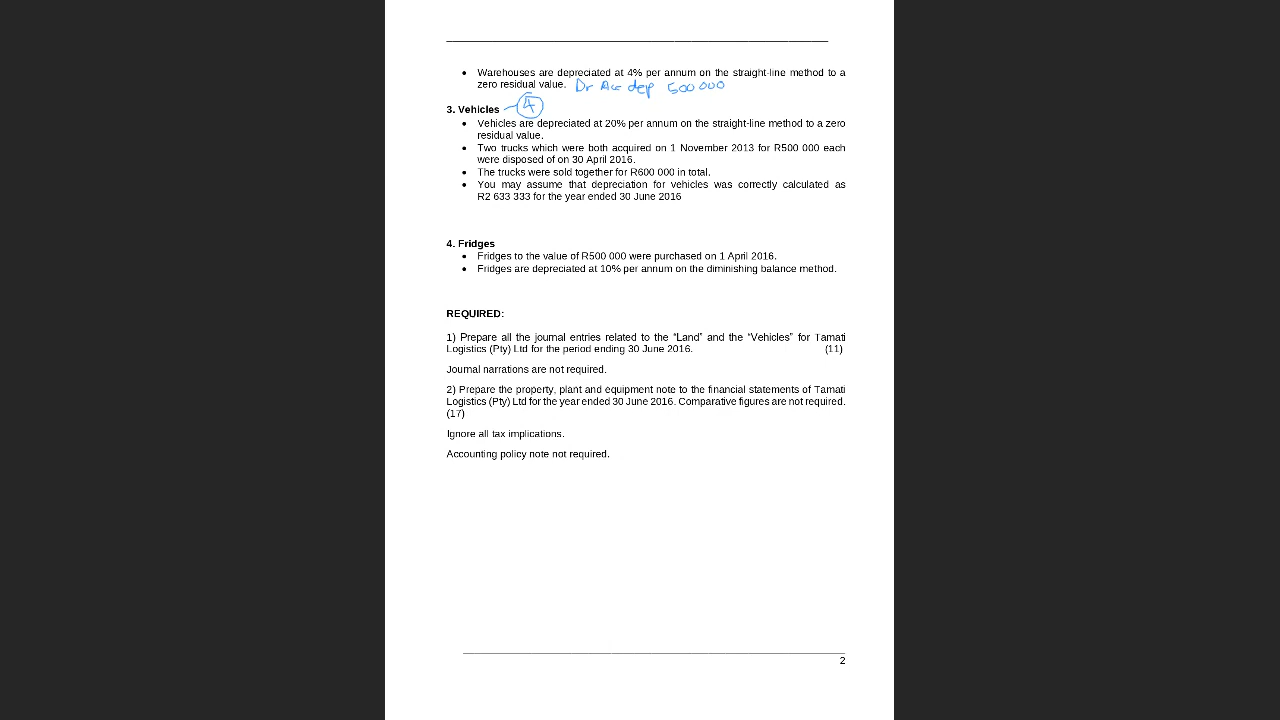 • Warehouses are depreciated at 4% per annum on the straight-line method to a
zero residual value. Dr Acc dep 500 000
3. Vehicles 4
• Vehicles are depreciated at 20% per annum on the straight-line method to a zero
residual value.
• Two trucks which were both acquired on 1 November 2013 for R500 000 each
were disposed of on 30 April 2016.
• The trucks were sold together for R600 000 in total.
• You may assume that depreciation for vehicles was correctly calculated as
R2 633 333 for the year ended 30 June 2016
4. Fridges
• Fridges to the value of R500 000 were purchased on 1 April 2016.
• Fridges are depreciated at 10% per annum on the diminishing balance method.
REQUIRED:
1) Prepare all the journal entries related to the “Land” and the “Vehicles” for Tamati
Logistics (Pty) Ltd for the period ending 30 June 2016. (11)
Journal narrations are not required.
2) Prepare the property, plant and equipment note to the financial statements of Tamati
Logistics (Pty) Ltd for the year ended 30 June 2016. Comparative figures are not required.
(17)
Ignore all tax implications.
Accounting policy note not required.
2